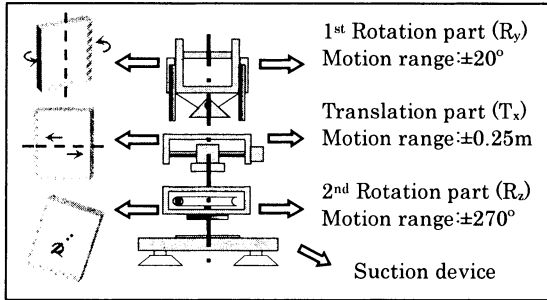 1st Rotation part (Ry)
Motion range:±20°
Translation part (Tx)
Motion range:±0.25m
2nd Rotation part (Rz)
Motion range:±270°
Suction device